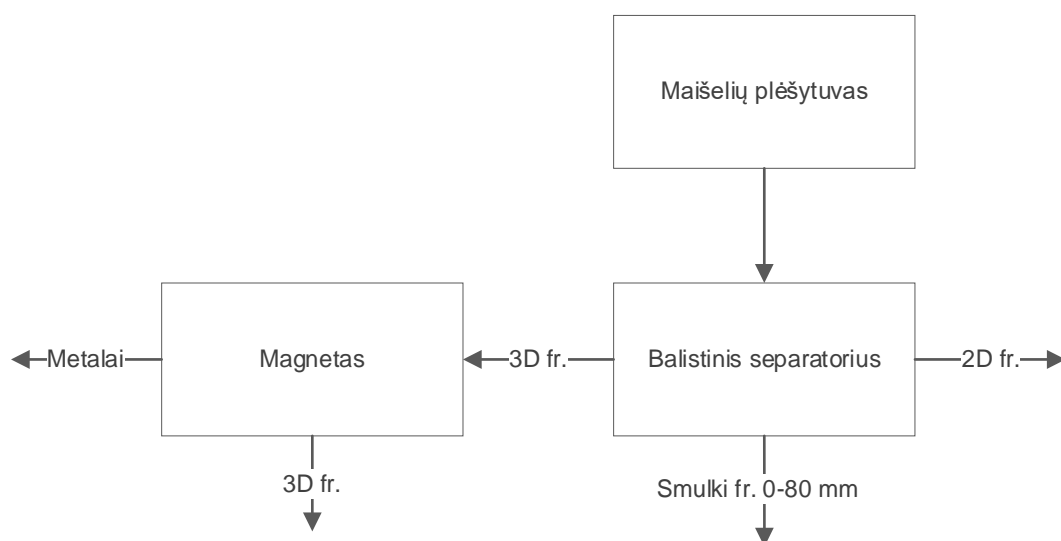 Maišelių plėšytuvas
Metalai
Magnetas
3D fr.
Balistinis separatorius
2D fr.
3D fr.
Smulki fr. 0-80 mm